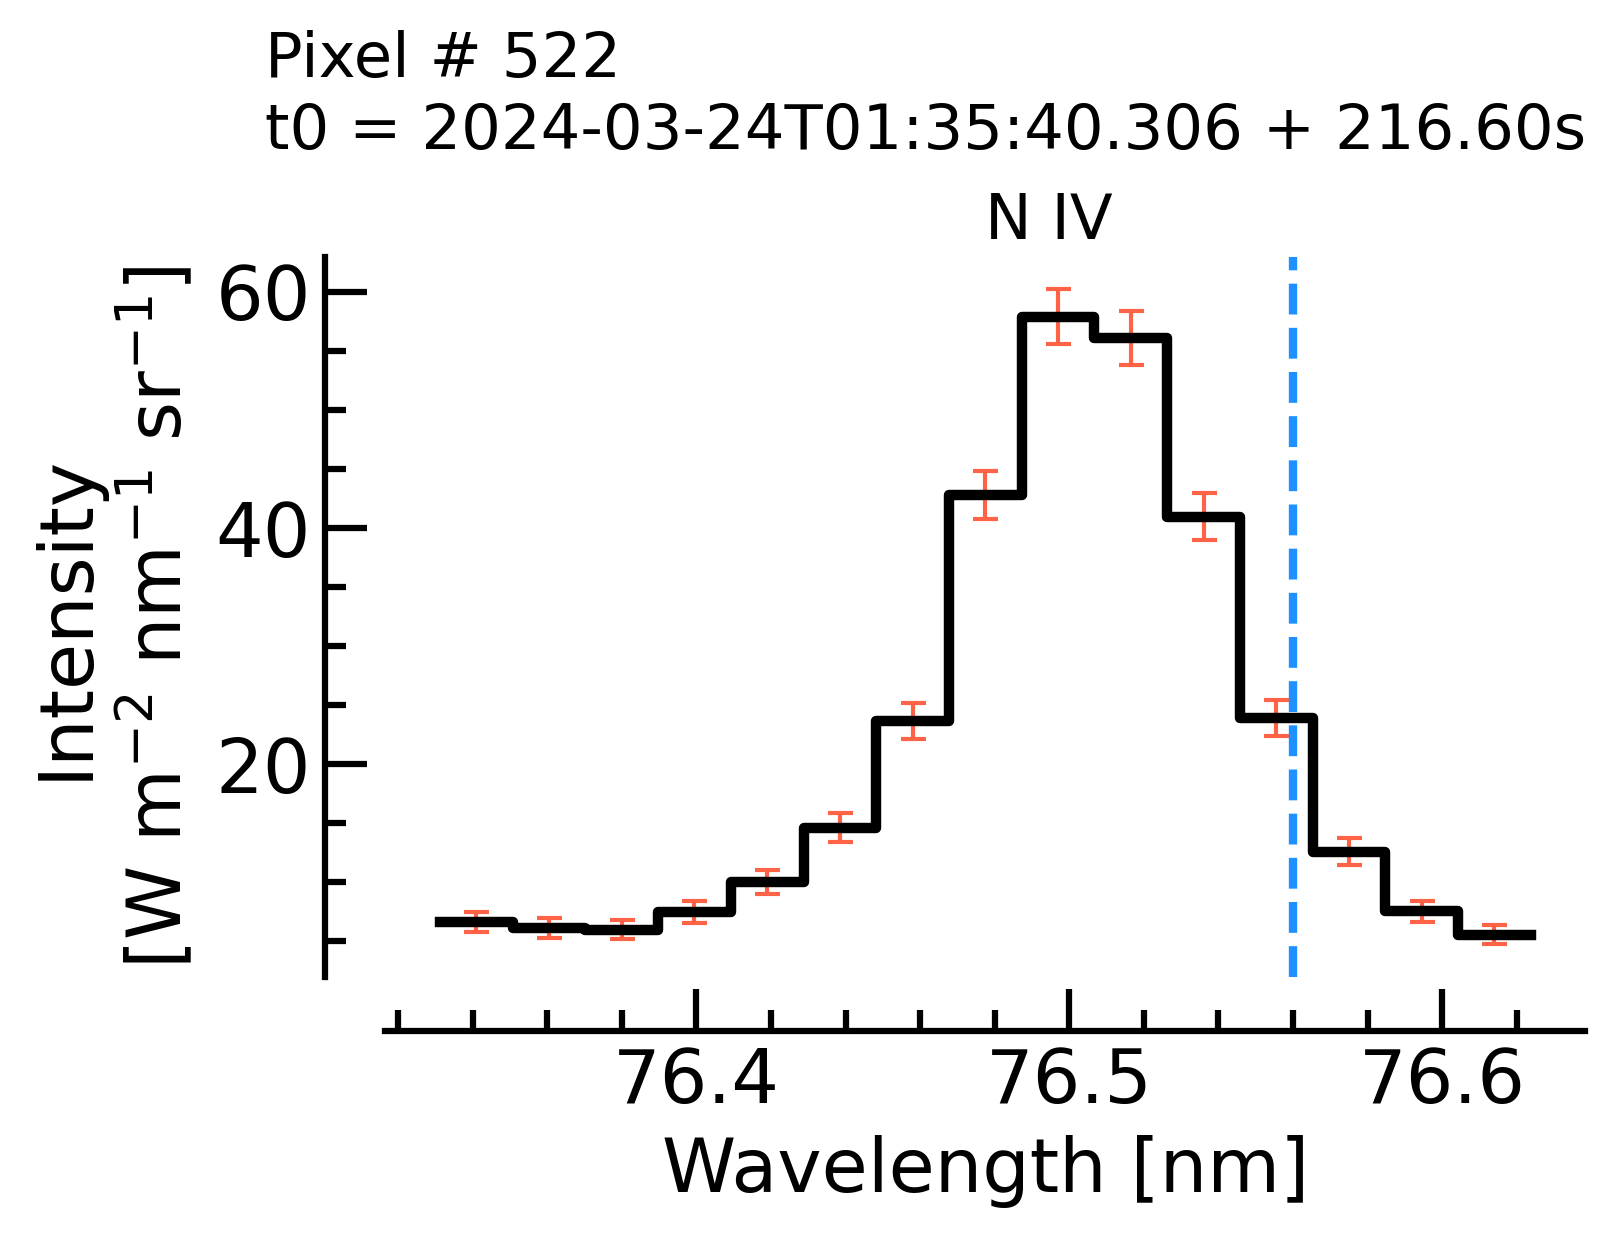 Pixel # 522
t0 = 2024-03-24T01:35:40.306 + 216.60s
N IV
60
40
20
Intensity
[W m⁻² nm⁻¹ sr⁻¹]
76.4 76.5 76.6
Wavelength [nm]